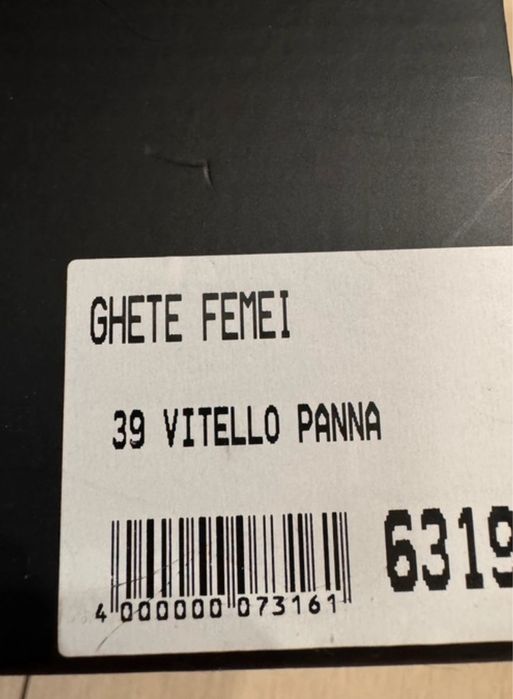 GHETE FEMEI
39 VITELLO PANNA
6319
4 000000 073161